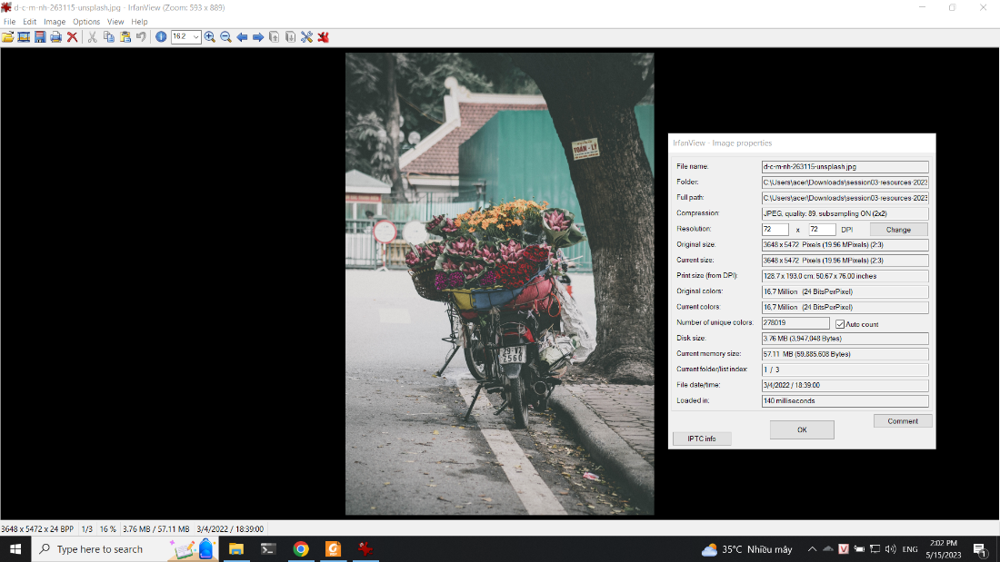 d-c-m-nh-263115-unsplash.jpg - IrfanView (Zoom: 593 x 889)
File Edit Image Options View Help
16.2
TOÁN - LÝ
2560
IrfanView - Image properties
File name: d-c-m-nh-263115-unsplash.jpg
Folder: C:\Users\acer\Downloads\session03-resources-2023
Full path: C:\Users\acer\Downloads\session03-resources-2023
Compression: JPEG, quality: 89, subsampling ON (2x2)
Resolution: 72 x 72 DPI Change
Original size: 3648 x 5472 Pixels (19.96 MPixels) (2:3)
Current size: 3648 x 5472 Pixels (19.96 MPixels) (2:3)
Print size (from DPI): 128.7 x 193.0 cm; 50.67 x 76.00 inches
Original colors: 16,7 Million (24 BitsPerPixel)
Current colors: 16,7 Million (24 BitsPerPixel)
Number of unique colors: 278019 Auto count
Disk size: 3.76 MB (3,947,048 Bytes)
Current memory size: 57.11 MB (59,885,608 Bytes)
Current folder/list index: 1 / 3
File date/time: 3/4/2022 / 18:39:00
Loaded in: 140 milliseconds
Comment
OK
IPTC info
3648 x 5472 x 24 BPP 1/3 16 % 3.76 MB / 57.11 MB 3/4/2022 / 18:39:00
Type here to search
35°C Nhiều mây
V
ENG
2:02 PM
5/15/2023
1